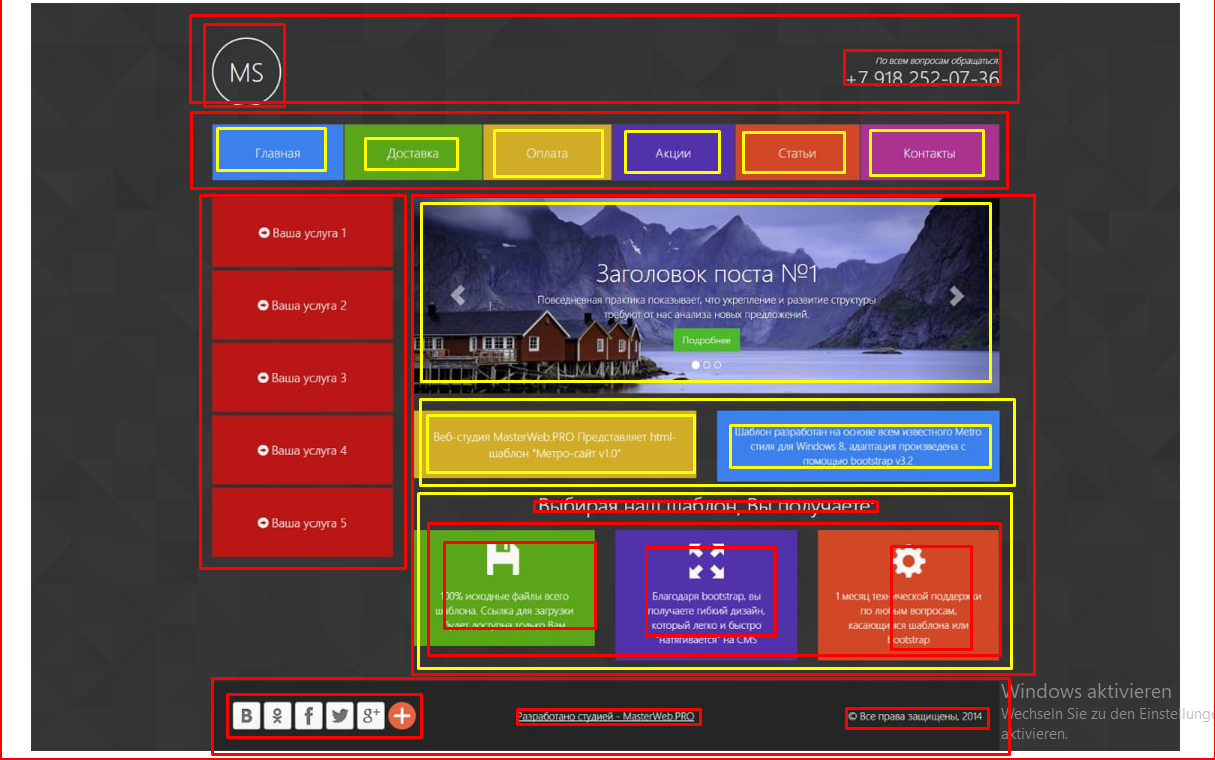 MS
По всем вопросам обращаться:
+7 918 252-07-36
Главная
Доставка
Оплата
Акции
Статьи
Контакты
Ваша услуга 1
Ваша услуга 2
Ваша услуга 3
Ваша услуга 4
Ваша услуга 5
Заголовок поста №1
Повседневная практика показывает, что укрепление и развитие структуры
требуют от нас анализа новых предложений.
Подробнее
Веб-студия MasterWeb.PRO Представляет html-
шаблон "Метро-сайт v1.0"
Шаблон разработан на основе всем известного Metro
стиля для Windows 8, адаптация произведена с
помощью bootstrap v3.2
Выбирая наш шаблон, Вы получаете:
100% исходные файлы всего
шаблона. Ссылка для загрузки
будет доступна только Вам
Благодаря bootstrap, вы
получаете гибкий дизайн,
который легко и быстро
"натягивается" на CMS
1 месяц технической поддержки
по любым вопросам,
касающимся шаблона или
bootstrap
B
f
g+
Разработано студией - MasterWeb.PRO
© Все права защищены, 2014
Windows aktivieren
Wechseln Sie zu den Einstellunge
aktivieren.